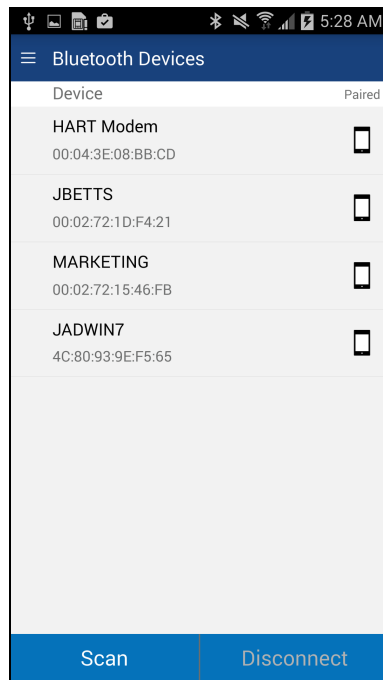 5:28 AM
Bluetooth Devices
Device Paired
HART Modem
00:04:3E:08:BB:CD
JBETTS
00:02:72:1D:F4:21
MARKETING
00:02:72:15:46:FB
JADWIN7
4C:80:93:9E:F5:65
Scan Disconnect